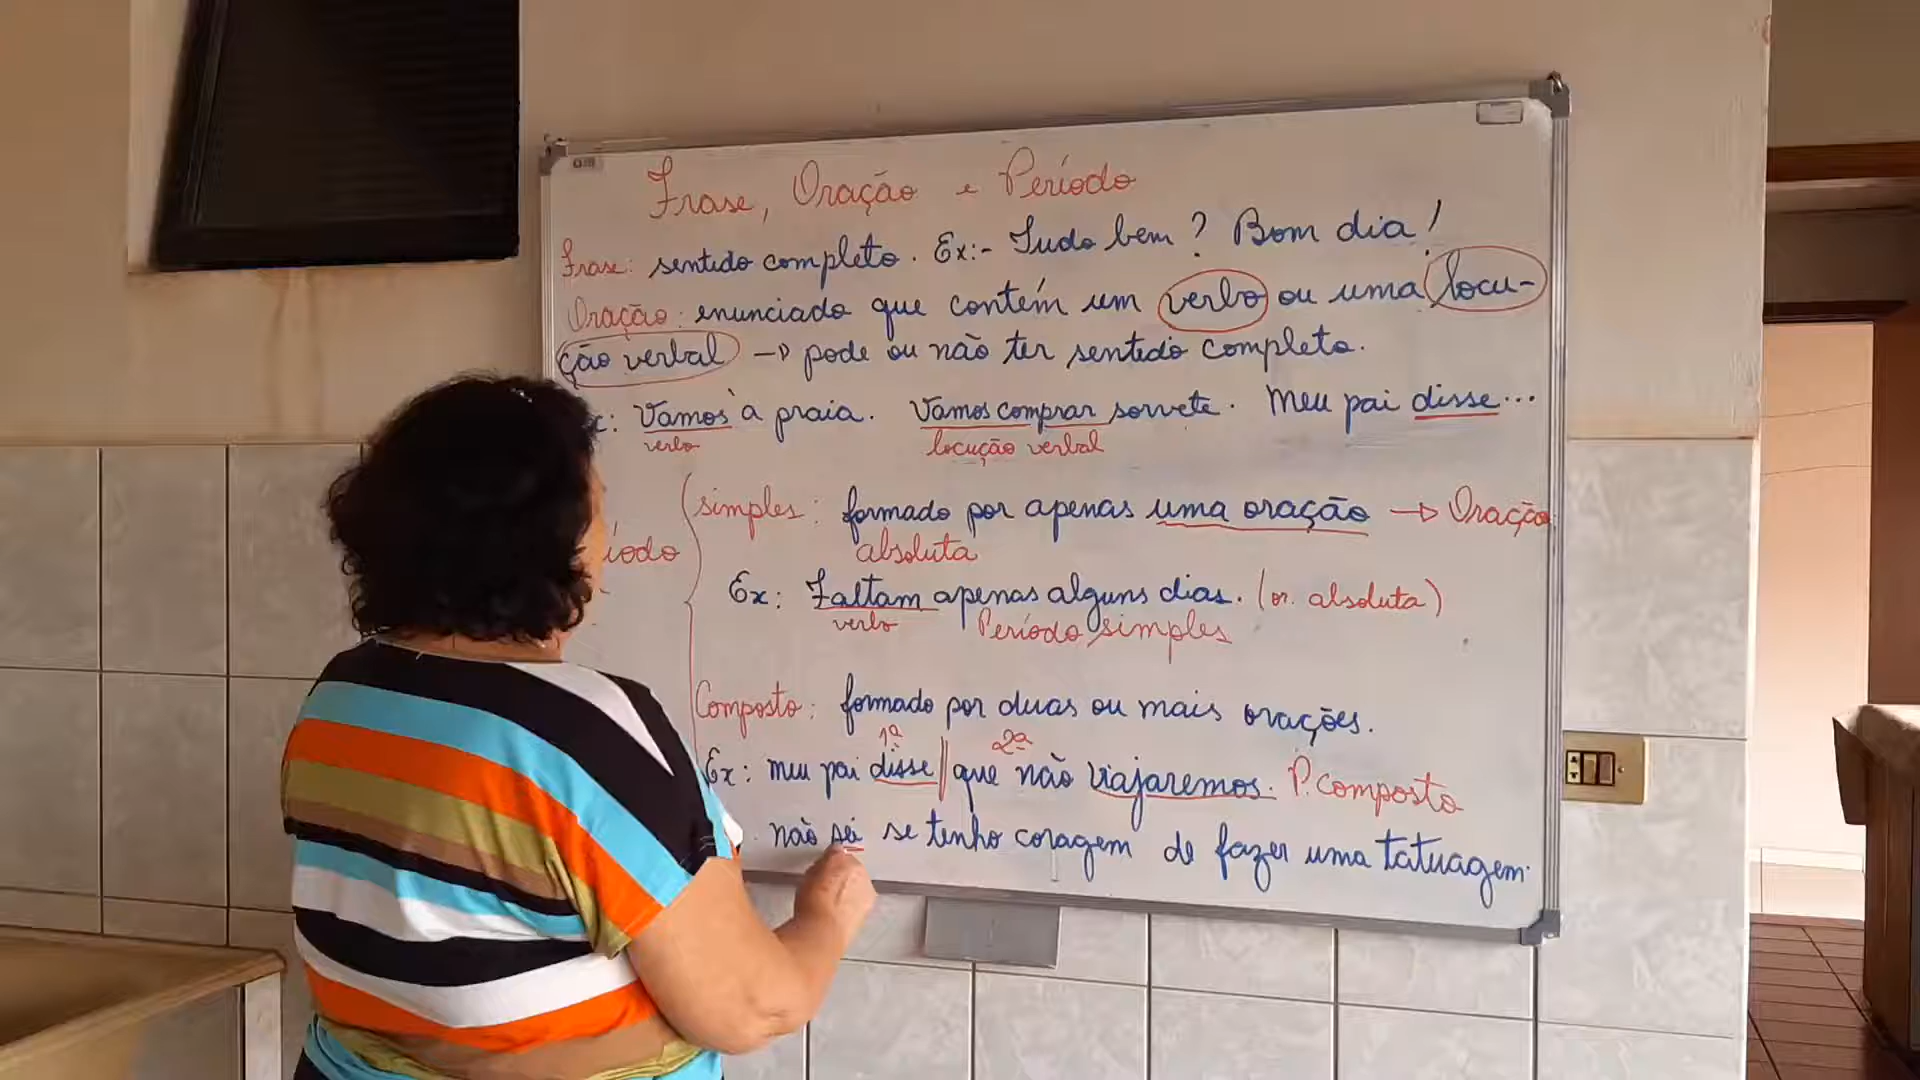 Frase, Oração e Período
Frase: sentido completo. Ex:- Tudo bem? Bom dia!
Oração: enunciado que contém um verbo ou uma locu-
ção verbal → pode ou não ter sentido completo.
: Vamos à praia. Vamos comprar sorvete. Meu pai disse...
verbo locução verbal
simples: formado por apenas uma oração → Oração
íodo absoluta
Ex: Faltam apenas alguns dias. (or. absoluta)
verbo Período simples
Composto: formado por duas ou mais orações.
1ª 2ª
Ex: meu pai disse || que não viajaremos. P. composto
não sei se tenho coragem de fazer uma tatuagem.